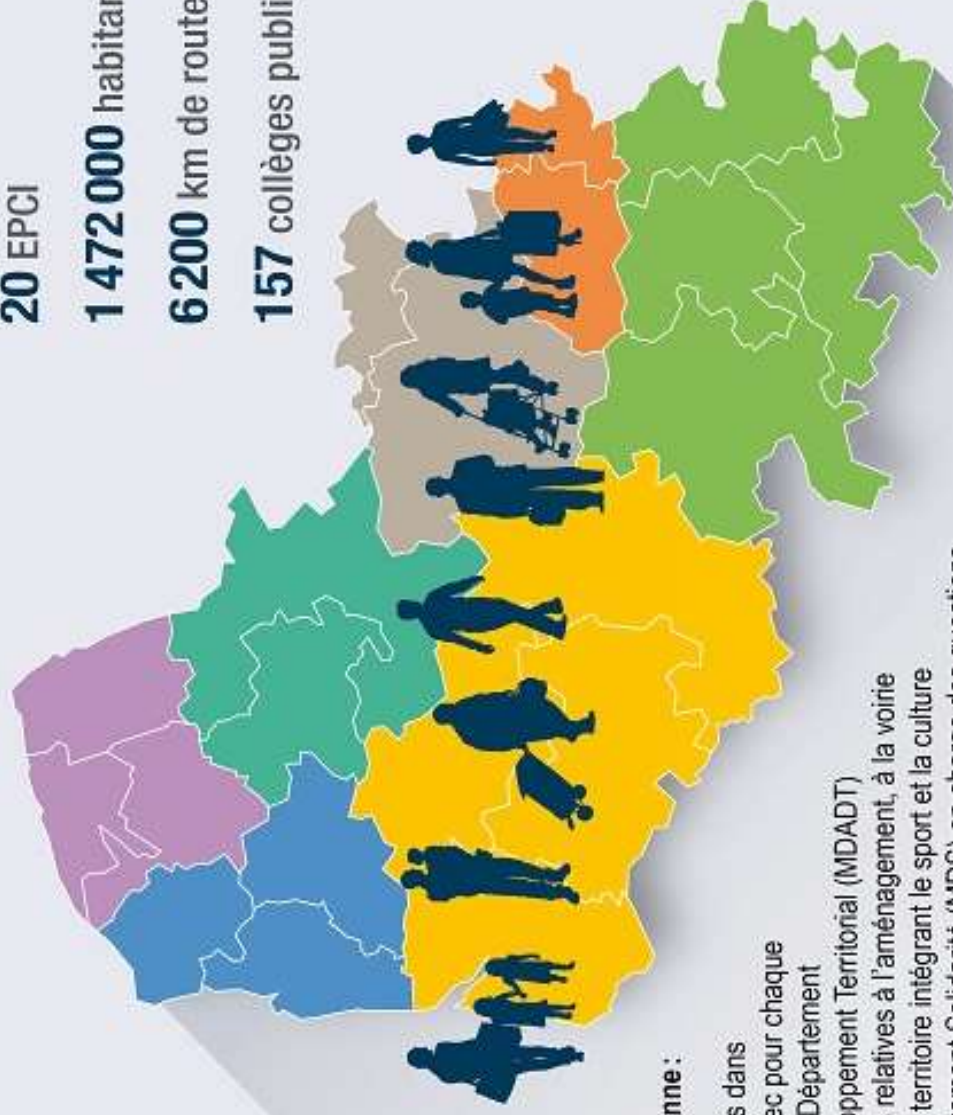 20 EPCI
1 472 000 habitan
6 200 km de route
157 collèges publi
nne :
s dans
ec pour chaque
Département
ppement Territorial (MDADT)
relatives à l'aménagement, à la voirie
territoire intégrant le sport et la culture